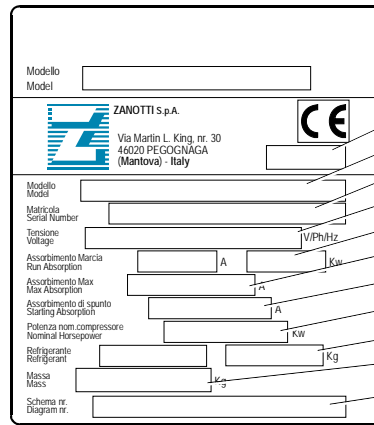 Modello
Model
ZANOTTI S.p.A.
Via Martin L. King, nr. 30
46020 PEGOGNAGA
(Mantova) - Italy
CE
Modello
Model
Matricola
Serial Number
Tensione
Voltage
V/Ph/Hz
Assorbimento Marcia
Run Absorption
A
Kw
Assorbimento Max
Max Absorption
A
Assorbimento di spunto
Starting Absorption
A
Potenza nom.compressore
Nominal Horsepower
Kw
Refrigerante
Refrigerant
Kg
Massa
Mass
Kg
Schema nr.
Diagram nr.